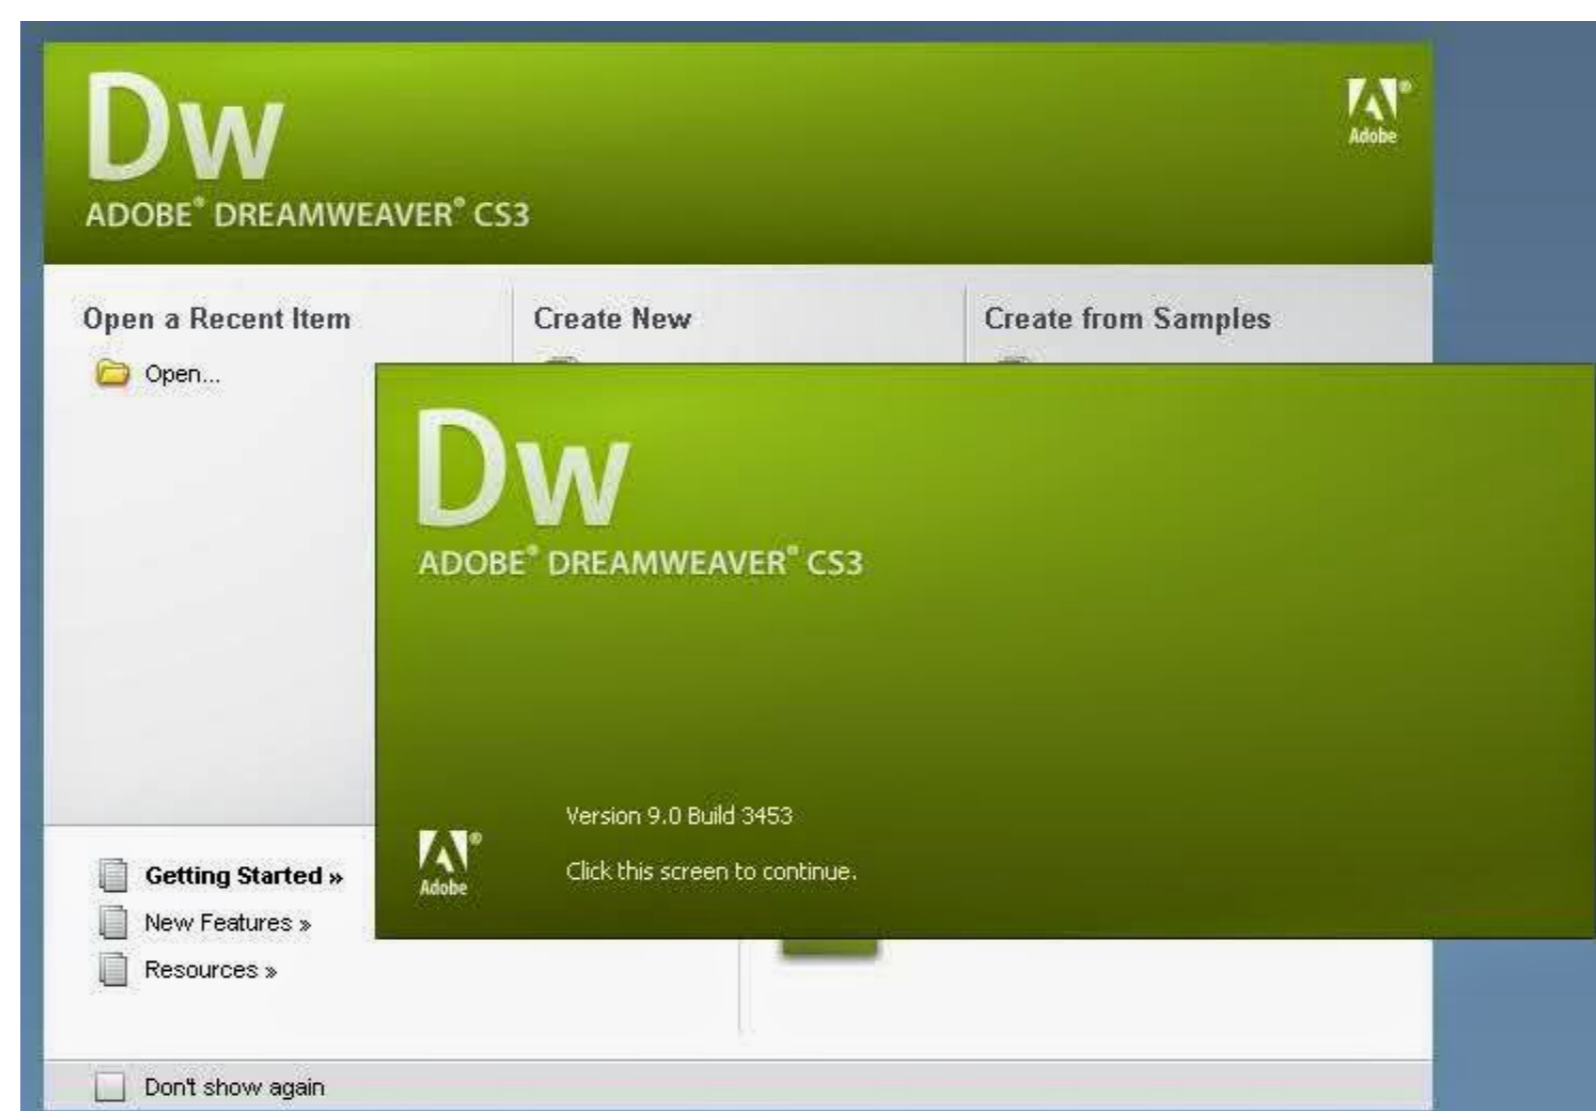 Dw
ADOBE® DREAMWEAVER® CS3
Adobe®
Open a Recent Item
Create New
Create from Samples
Open...
Dw
ADOBE® DREAMWEAVER® CS3
Version 9.0 Build 3453
Click this screen to continue.
Adobe®
Getting Started »
New Features »
Resources »
Don't show again